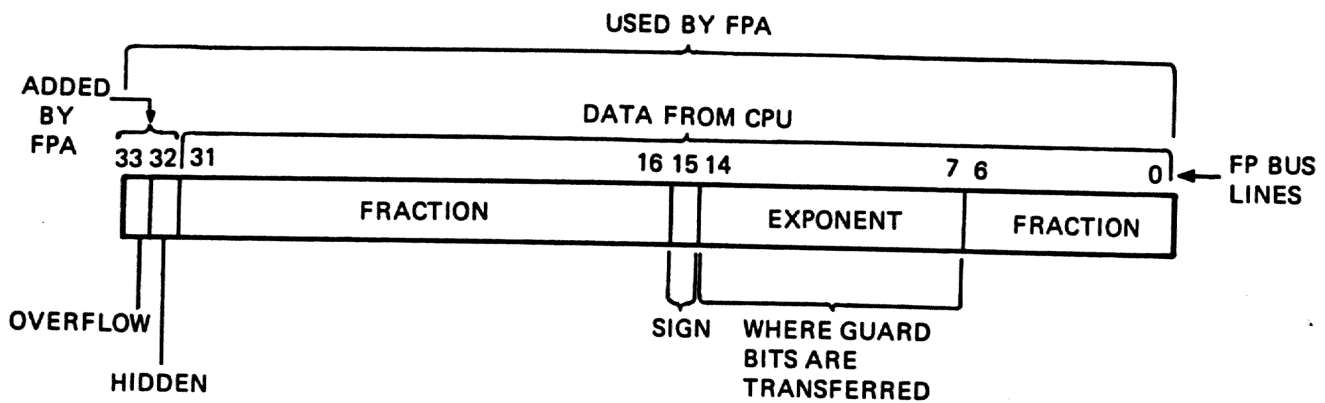 USED BY FPA
ADDED
BY
FPA
DATA FROM CPU
33 32 31 16 15 14 7 6 0
FP BUS
LINES
FRACTION EXPONENT FRACTION
OVERFLOW
HIDDEN
SIGN
WHERE GUARD
BITS ARE
TRANSFERRED